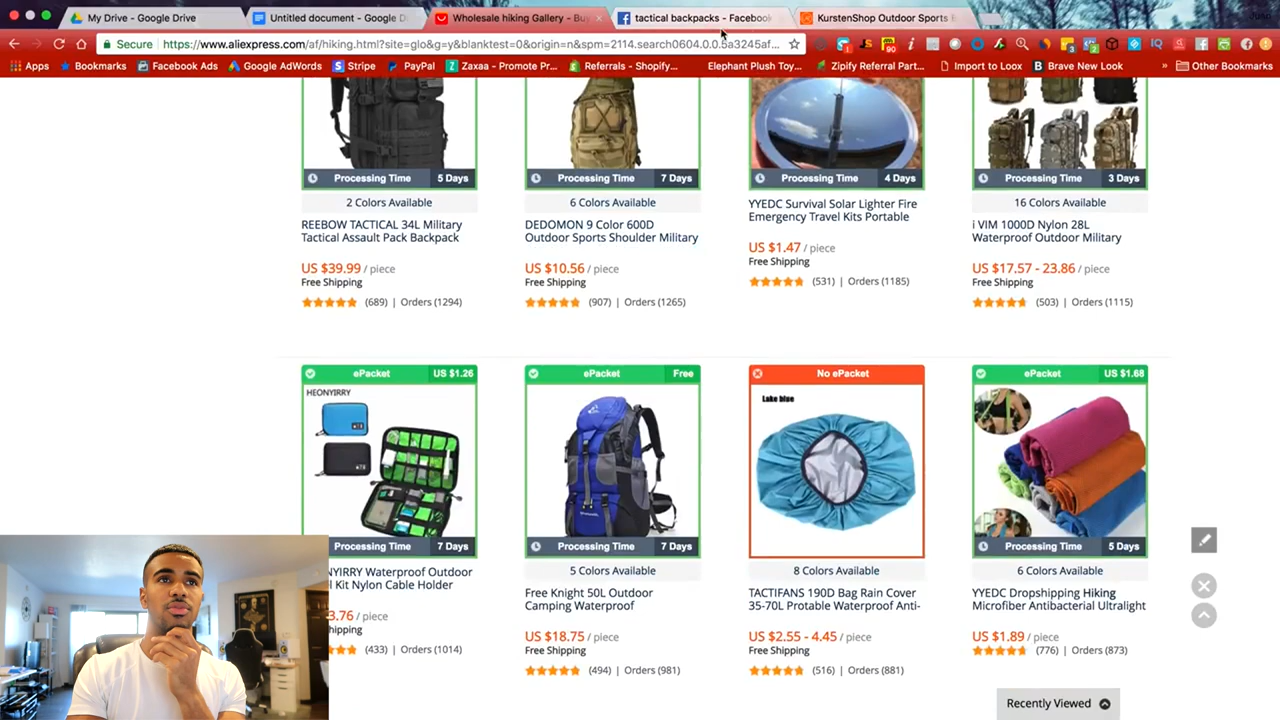 My Drive - Google Drive
Untitled document - Google D
Wholesale hiking Gallery - Bu
tactical backpacks - Facebook
KurstenShop Outdoor Sports E
Secure
https://www.aliexpress.com/af/hiking.html?site=glo&g=y&blanktest=0&origin=n&spm=2114.search0604.0.0.5a3245af...
Apps
Bookmarks
Facebook Ads
Google AdWords
Stripe
PayPal
Zaxaa - Promote Pr...
Referrals - Shopify...
Elephant Plush Toy...
Zipify Referral Part...
Import to Loox
Brave New Look
»
Other Bookmarks
Processing Time 5 Days
Processing Time 7 Days
Processing Time 4 Days
Processing Time 3 Days
2 Colors Available
6 Colors Available
16 Colors Available
REEBOW TACTICAL 34L Military
Tactical Assault Pack Backpack
US $39.99 / piece
Free Shipping
(689) | Orders (1294)
DEDOMON 9 Color 600D
Outdoor Sports Shoulder Military
US $10.56 / piece
Free Shipping
(907) | Orders (1265)
YYEDC Survival Solar Lighter Fire
Emergency Travel Kits Portable
US $1.47 / piece
Free Shipping
(531) | Orders (1185)
i VIM 1000D Nylon 28L
Waterproof Outdoor Military
US $17.57 - 23.86 / piece
Free Shipping
(503) | Orders (1115)
ePacket US $1.26
ePacket Free
No ePacket
ePacket US $1.68
HEONYIRRY
Lake blue
Processing Time 7 Days
Processing Time 7 Days
Processing Time 5 Days
5 Colors Available
8 Colors Available
6 Colors Available
NYIRRY Waterproof Outdoor
l Kit Nylon Cable Holder
3.76 / piece
hipping
(433) | Orders (1014)
Free Knight 50L Outdoor
Camping Waterproof
US $18.75 / piece
Free Shipping
(494) | Orders (981)
TACTIFANS 190D Bag Rain Cover
35-70L Protable Waterproof Anti-
US $2.55 - 4.45 / piece
Free Shipping
(516) | Orders (881)
YYEDC Dropshipping Hiking
Microfiber Antibacterial Ultralight
US $1.89 / piece
(776) | Orders (873)
Recently Viewed